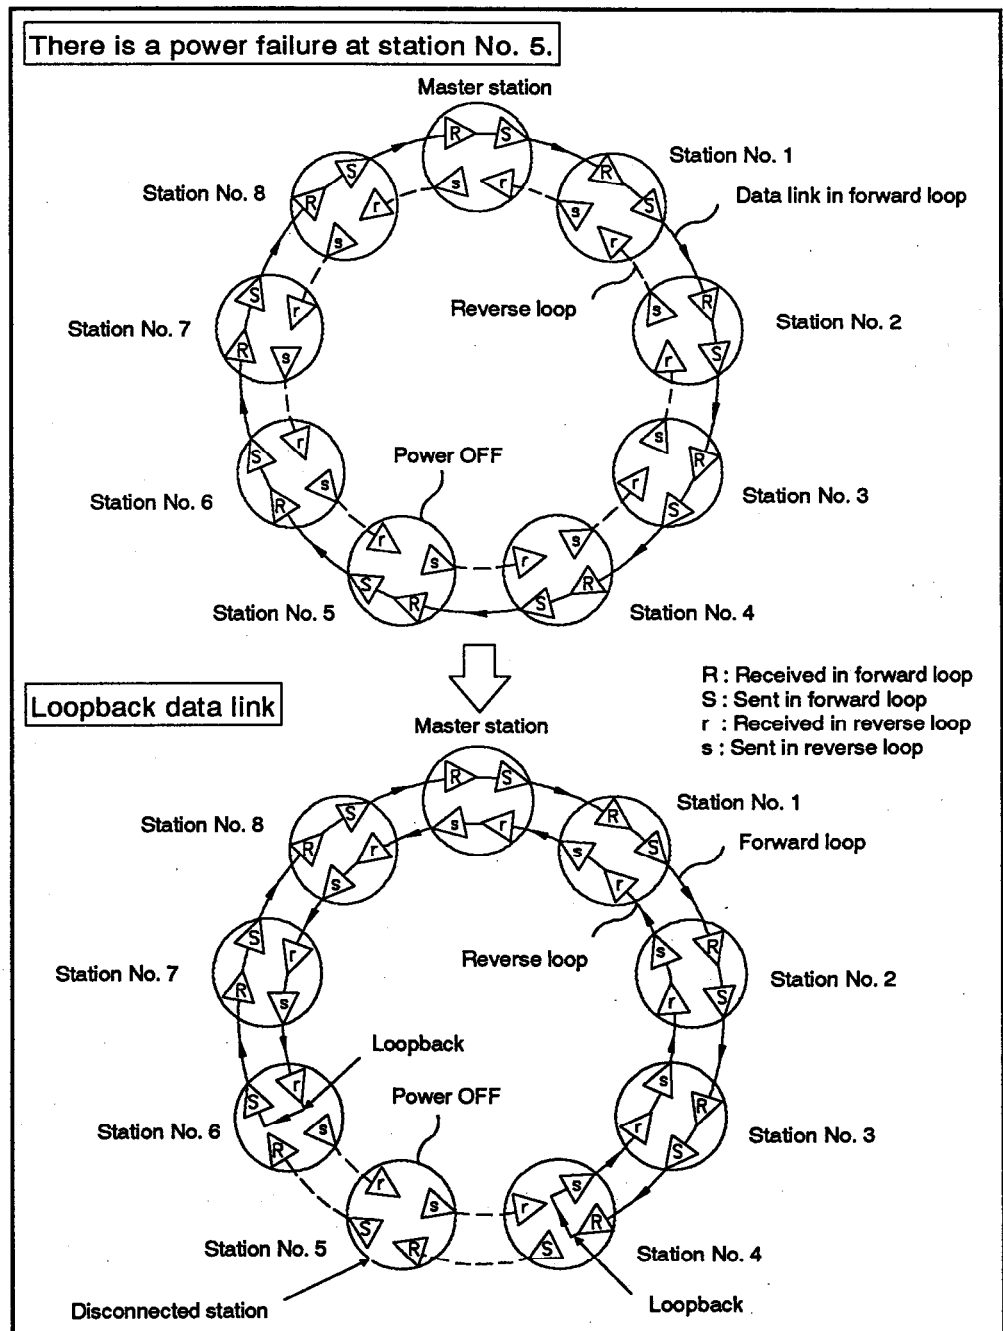 There is a power failure at station No. 5.
Master station
R S
s r
Station No. 1
R
S
s
r
Data link in forward loop
Station No. 8
S
R
r
s
Reverse loop
Station No. 2
R
s
S
r
Station No. 7
S
r
R
s
Station No. 3
s
R
r
S
Station No. 6
r
S
s
R
Power OFF
Station No. 5
r
s
S
R
Station No. 4
s
r
R
S
R : Received in forward loop
S : Sent in forward loop
r : Received in reverse loop
s : Sent in reverse loop
Loopback data link
Master station
R S
s r
Station No. 1
R
S
s
r
Forward loop
Station No. 8
S
R
r
s
Reverse loop
Station No. 2
R
s
S
r
Station No. 7
S
r
R
s
Loopback
Station No. 6
r
S
s
R
Power OFF
Station No. 3
s
R
r
S
Station No. 5
r
s
S
R
Disconnected station
Station No. 4
s
r
R
S
Loopback